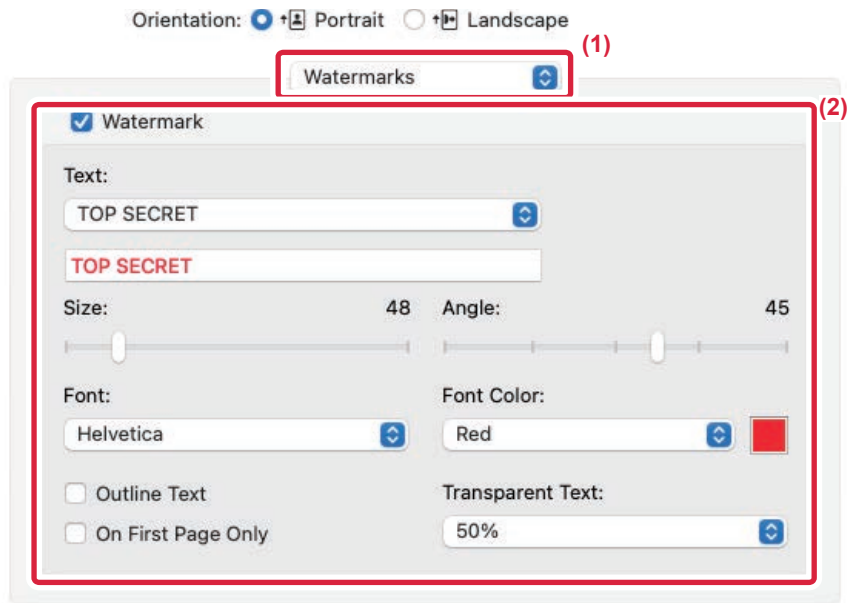 Orientation: Portrait Landscape
(1)
Watermarks
(2)
Watermark
Text:
TOP SECRET
TOP SECRET
Size: 48 Angle: 45
Font: Font Color:
Helvetica Red
Outline Text Transparent Text:
On First Page Only 50%